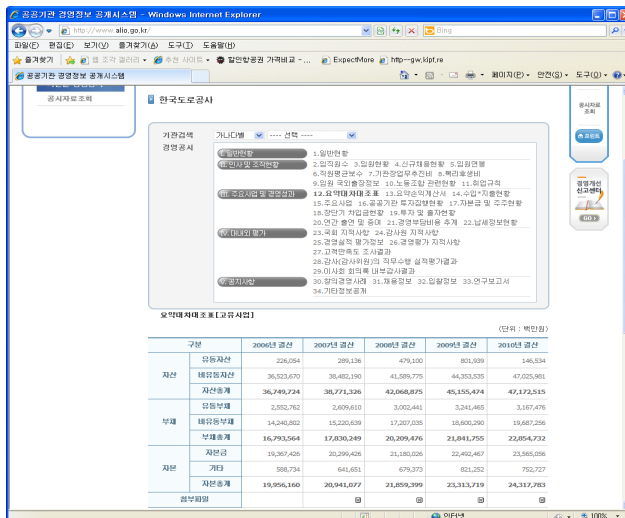 공공기관 경영정보 공개시스템 - Windows Internet Explorer
http://www.alio.go.kr/
Bing
파일(F) 편집(E) 보기(V) 즐겨찾기(A) 도구(T) 도움말(H)
즐겨찾기 웹 조각 갤러리 추천 사이트 할인항공권 가격비교 -... ExpectMore http--gw.kipf.re
공공기관 경영정보 공개시스템
페이지(P) 안전(S) 도구(O)
공시자료조회
한국도로공사
공시자료
조회
프린트
경영개선
신고센터
GO
기관검색 가나다별 ---- 선택 ----
경영공시
I. 일반현황 1.일반현황
II. 인사 및 조직현황 2.임직원수 3.임원현황 4.신규채용현황 5.임원연봉
6.직원평균보수 7.기관장업무추진비 8.복리후생비
9.임원 국외출장정보 10.노동조합 관련현황 11.취업규칙
III. 주요사업 및 경영성과 12.요약대차대조표 13.요약손익계산서 14.수입*지출현황
15.주요사업 16.공공기관 투자집행현황 17.자본금 및 주주현황
18.장단기 차입금현황 19.투자 및 출자현황
20.연간 출연 및 증여 21.경영부담비용 추계 22.납세정보현황
IV. 대내외 평가 23.국회 지적사항 24.감사원 지적사항
25.경영실적 평가정보 26.경영평가 지적사항
27.고객만족도 조사결과
28.감사(감사위원)의 직무수행 실적평가결과
29.이사회 회의록 내부감사결과
V. 공지사항 30.창의경영사례 31.채용정보 32.입찰정보 33.연구보고서
34.기타정보공개
요약대차대조표[고유사업]
(단위 : 백만원)
구분 2006년 결산 2007년 결산 2008년 결산 2009년 결산 2010년 결산
자산 유동자산 226,054 289,136 479,100 801,939 146,534
비유동자산 36,523,670 38,482,190 41,589,775 44,353,535 47,025,981
자산총계 36,749,724 38,771,326 42,068,875 45,155,474 47,172,515
부채 유동부채 2,552,762 2,609,610 3,002,441 3,241,465 3,167,476
비유동부채 14,240,802 15,220,639 17,207,035 18,600,290 19,687,256
부채총계 16,793,564 17,830,249 20,209,476 21,841,755 22,854,732
자본 자본금 19,367,426 20,299,426 21,180,026 22,492,467 23,565,056
기타 588,734 641,651 679,373 821,252 752,727
자본총계 19,956,160 20,941,077 21,859,399 23,313,719 24,317,783
첨부파일
인터넷 100%